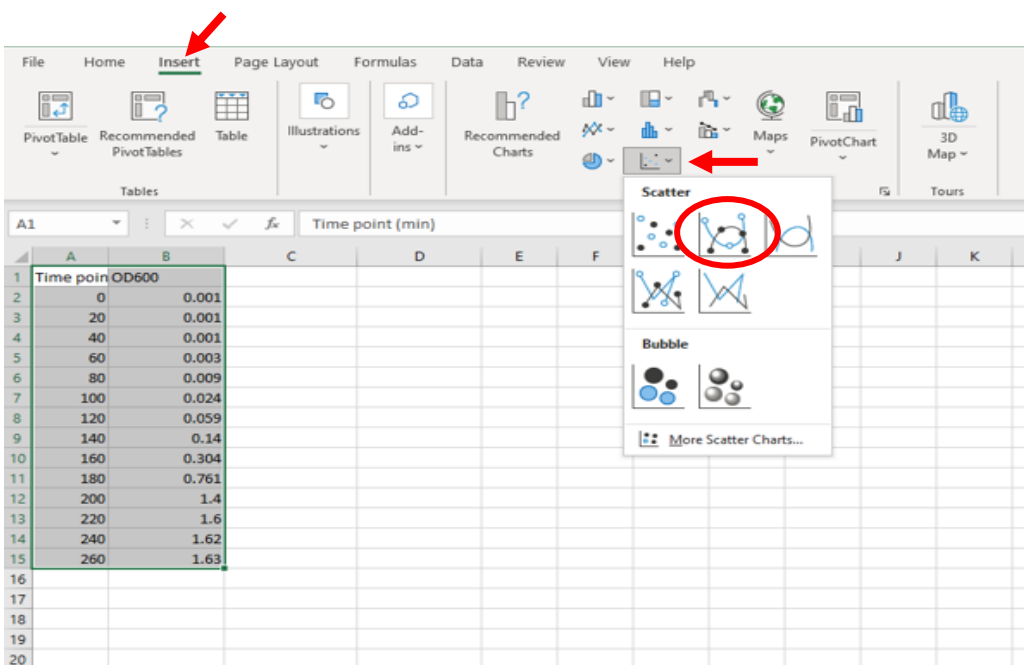 File Home Insert Page Layout Formulas Data Review View Help
PivotTable Recommended PivotTables Table Illustrations Add-ins Recommended Charts Maps PivotChart 3D Map
Tables Tours
Scatter
A1 fx Time point (min)
A B C D E F J K
1 Time poin OD600
2 0 0.001
3 20 0.001
4 40 0.001
5 60 0.003
6 80 0.009
7 100 0.024
8 120 0.059
9 140 0.14
10 160 0.304
11 180 0.761
12 200 1.4
13 220 1.6
14 240 1.62
15 260 1.63
16
17
18
19
20
Bubble
More Scatter Charts...